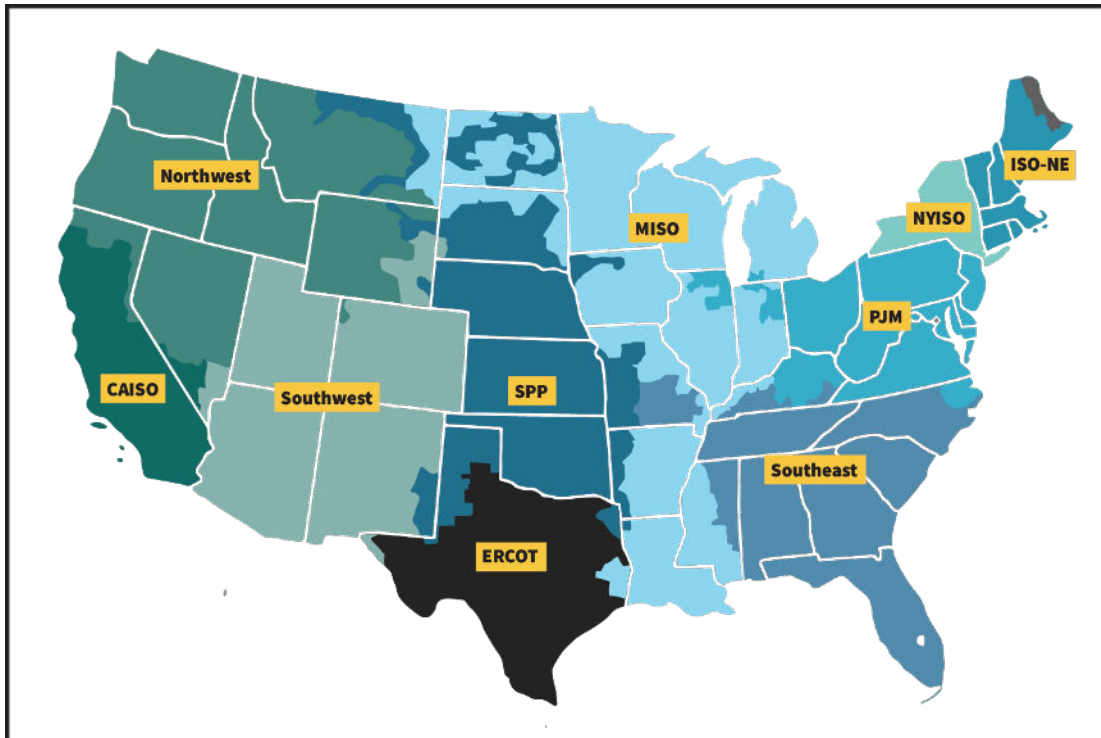 ISO-NE
Northwest
NYISO
MISO
PJM
CAISO
Southwest
SPP
Southeast
ERCOT